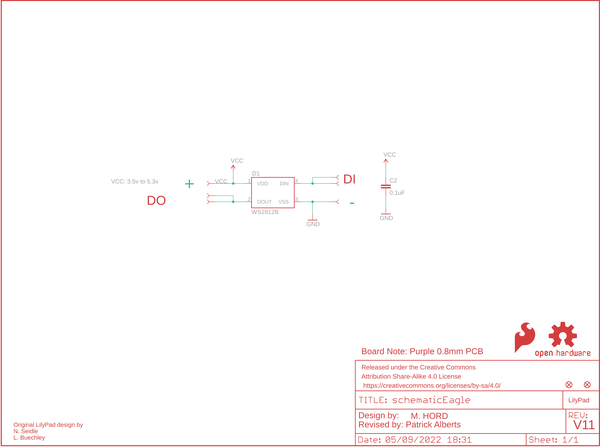 VCC
VCC
D1
VCC: 3.5v to 5.3v
+
VCC
1
VDD
DIN
4
DI
C2
0.1uF
DO
2
DOUT
VSS
3
-
WS2812B
GND
GND
Board Note: Purple 0.8mm PCB
open hardware
Released under the Creative Commons
Attribution Share-Alike 4.0 License
https://creativecommons.org/licenses/by-sa/4.0/
TITLE: schematicEagle
LilyPad
Design by: M. HORD
Revised by: Patrick Alberts
REV:
V11
Date: 05/09/2022 18:31
Sheet: 1/1
Original LilyPad design by
N. Seidle
L. Buechley